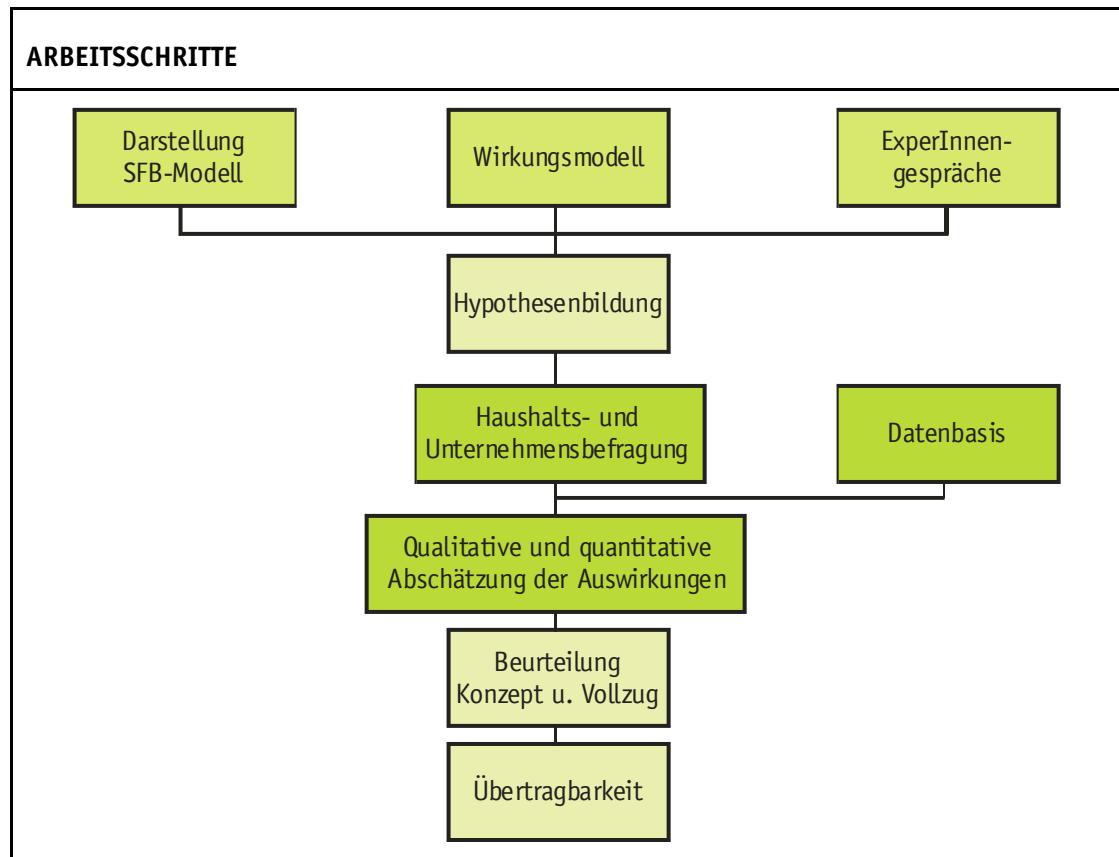 ARBEITSSCHRITTE
Darstellung
SFB-Modell
Wirkungsmodell
ExperInnen-
gespräche
Hypothesenbildung
Haushalts- und
Unternehmensbefragung
Datenbasis
Qualitative und quantitative
Abschätzung der Auswirkungen
Beurteilung
Konzept u. Vollzug
Übertragbarkeit